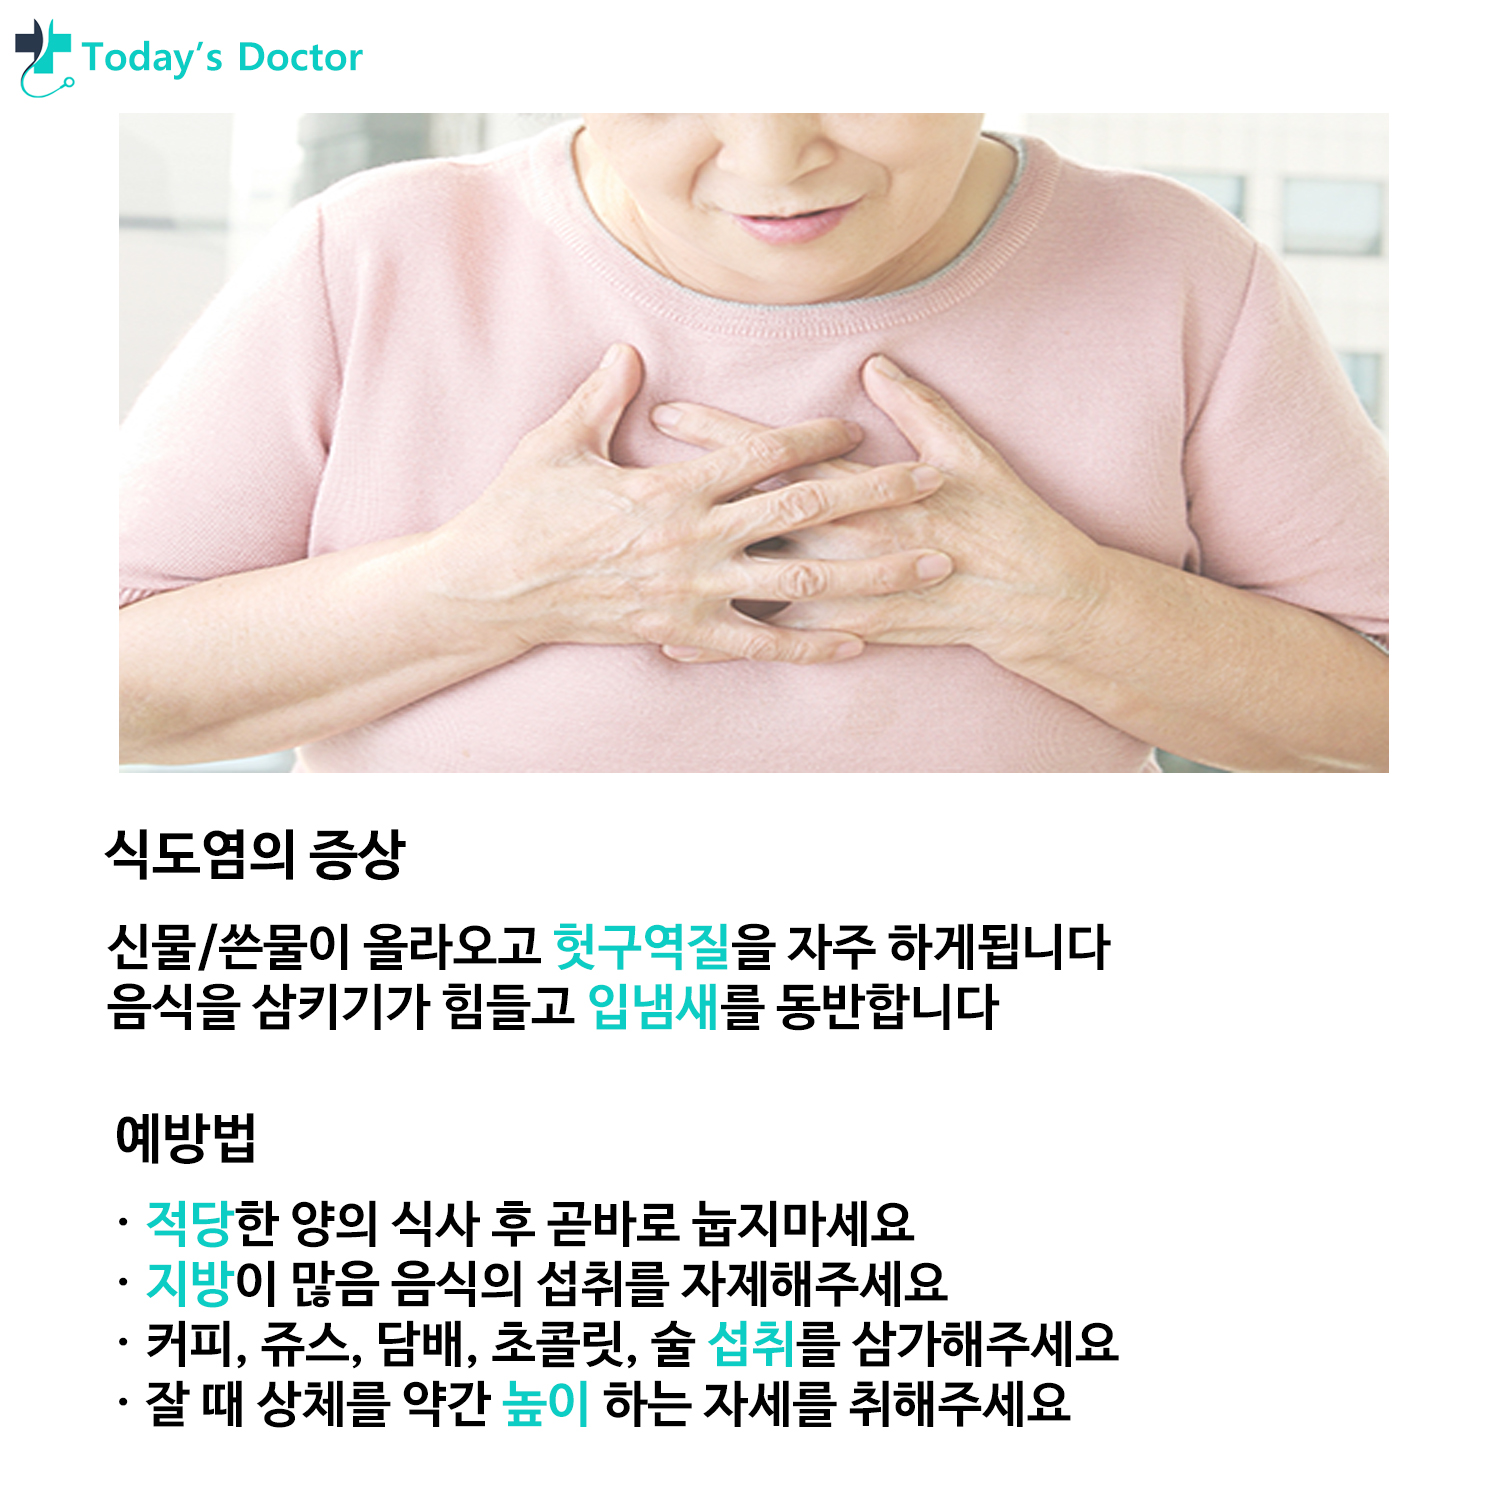 Today's Doctor
식도염의 증상
신물/쓴물이 올라오고 헛구역질을 자주 하게됩니다
음식을 삼키기가 힘들고 입냄새를 동반합니다
예방법
· 적당한 양의 식사 후 곧바로 눕지마세요
· 지방이 많음 음식의 섭취를 자제해주세요
· 커피, 쥬스, 담배, 초콜릿, 술 섭취를 삼가해주세요
· 잘 때 상체를 약간 높이 하는 자세를 취해주세요